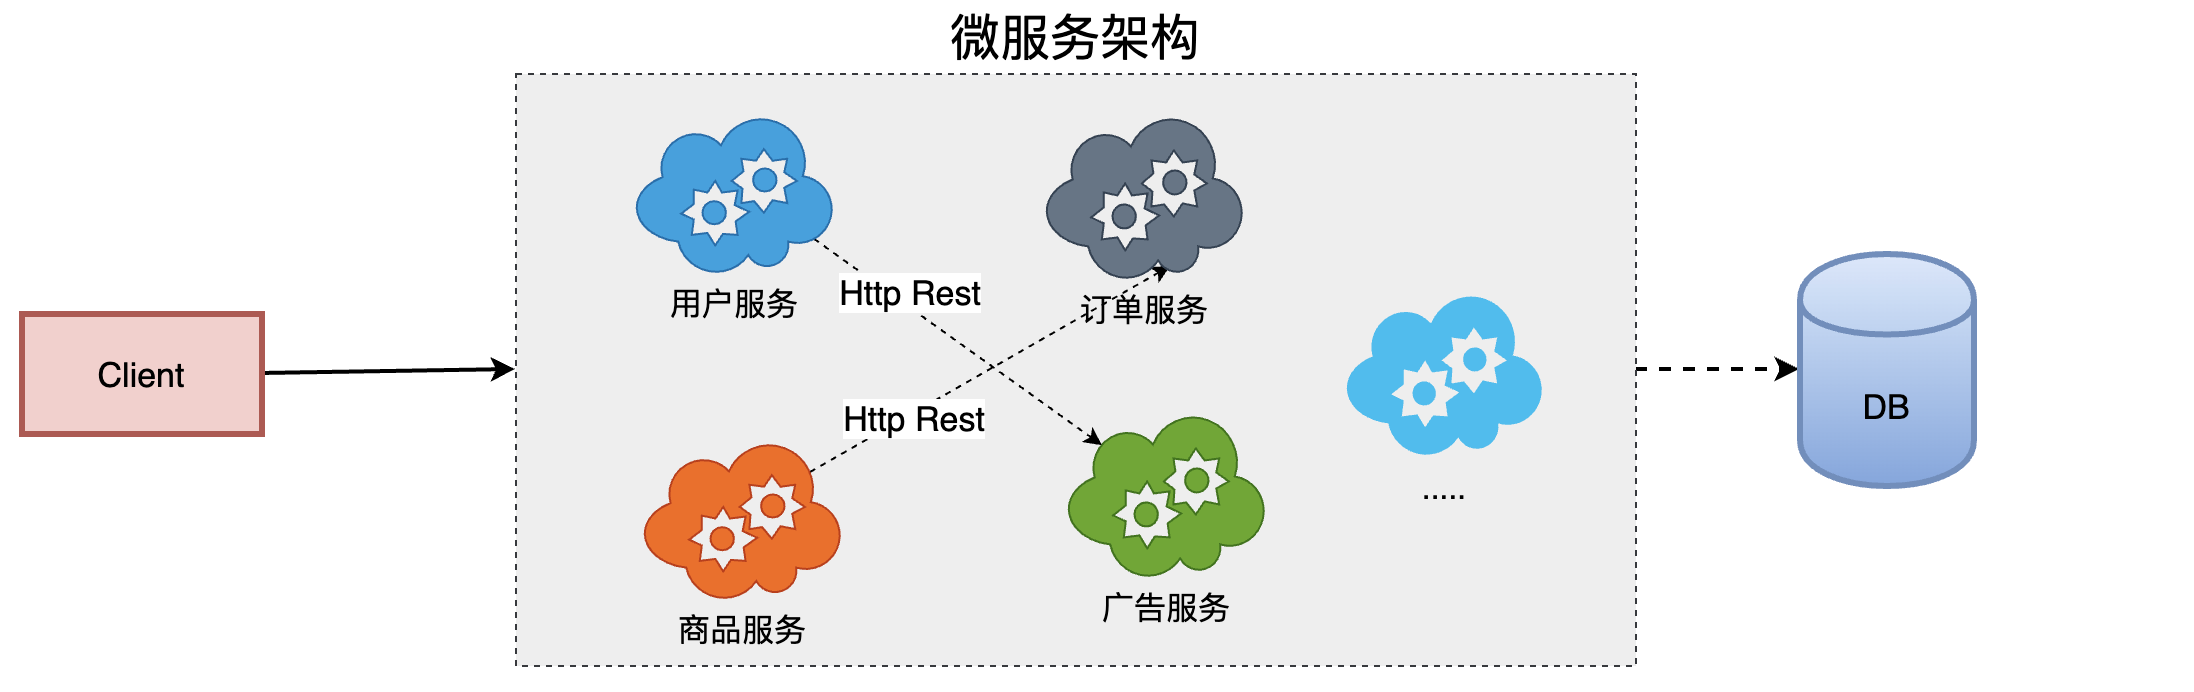 微服务架构
用户服务
Http Rest
订单服务
Client
DB
Http Rest
.....
商品服务
广告服务